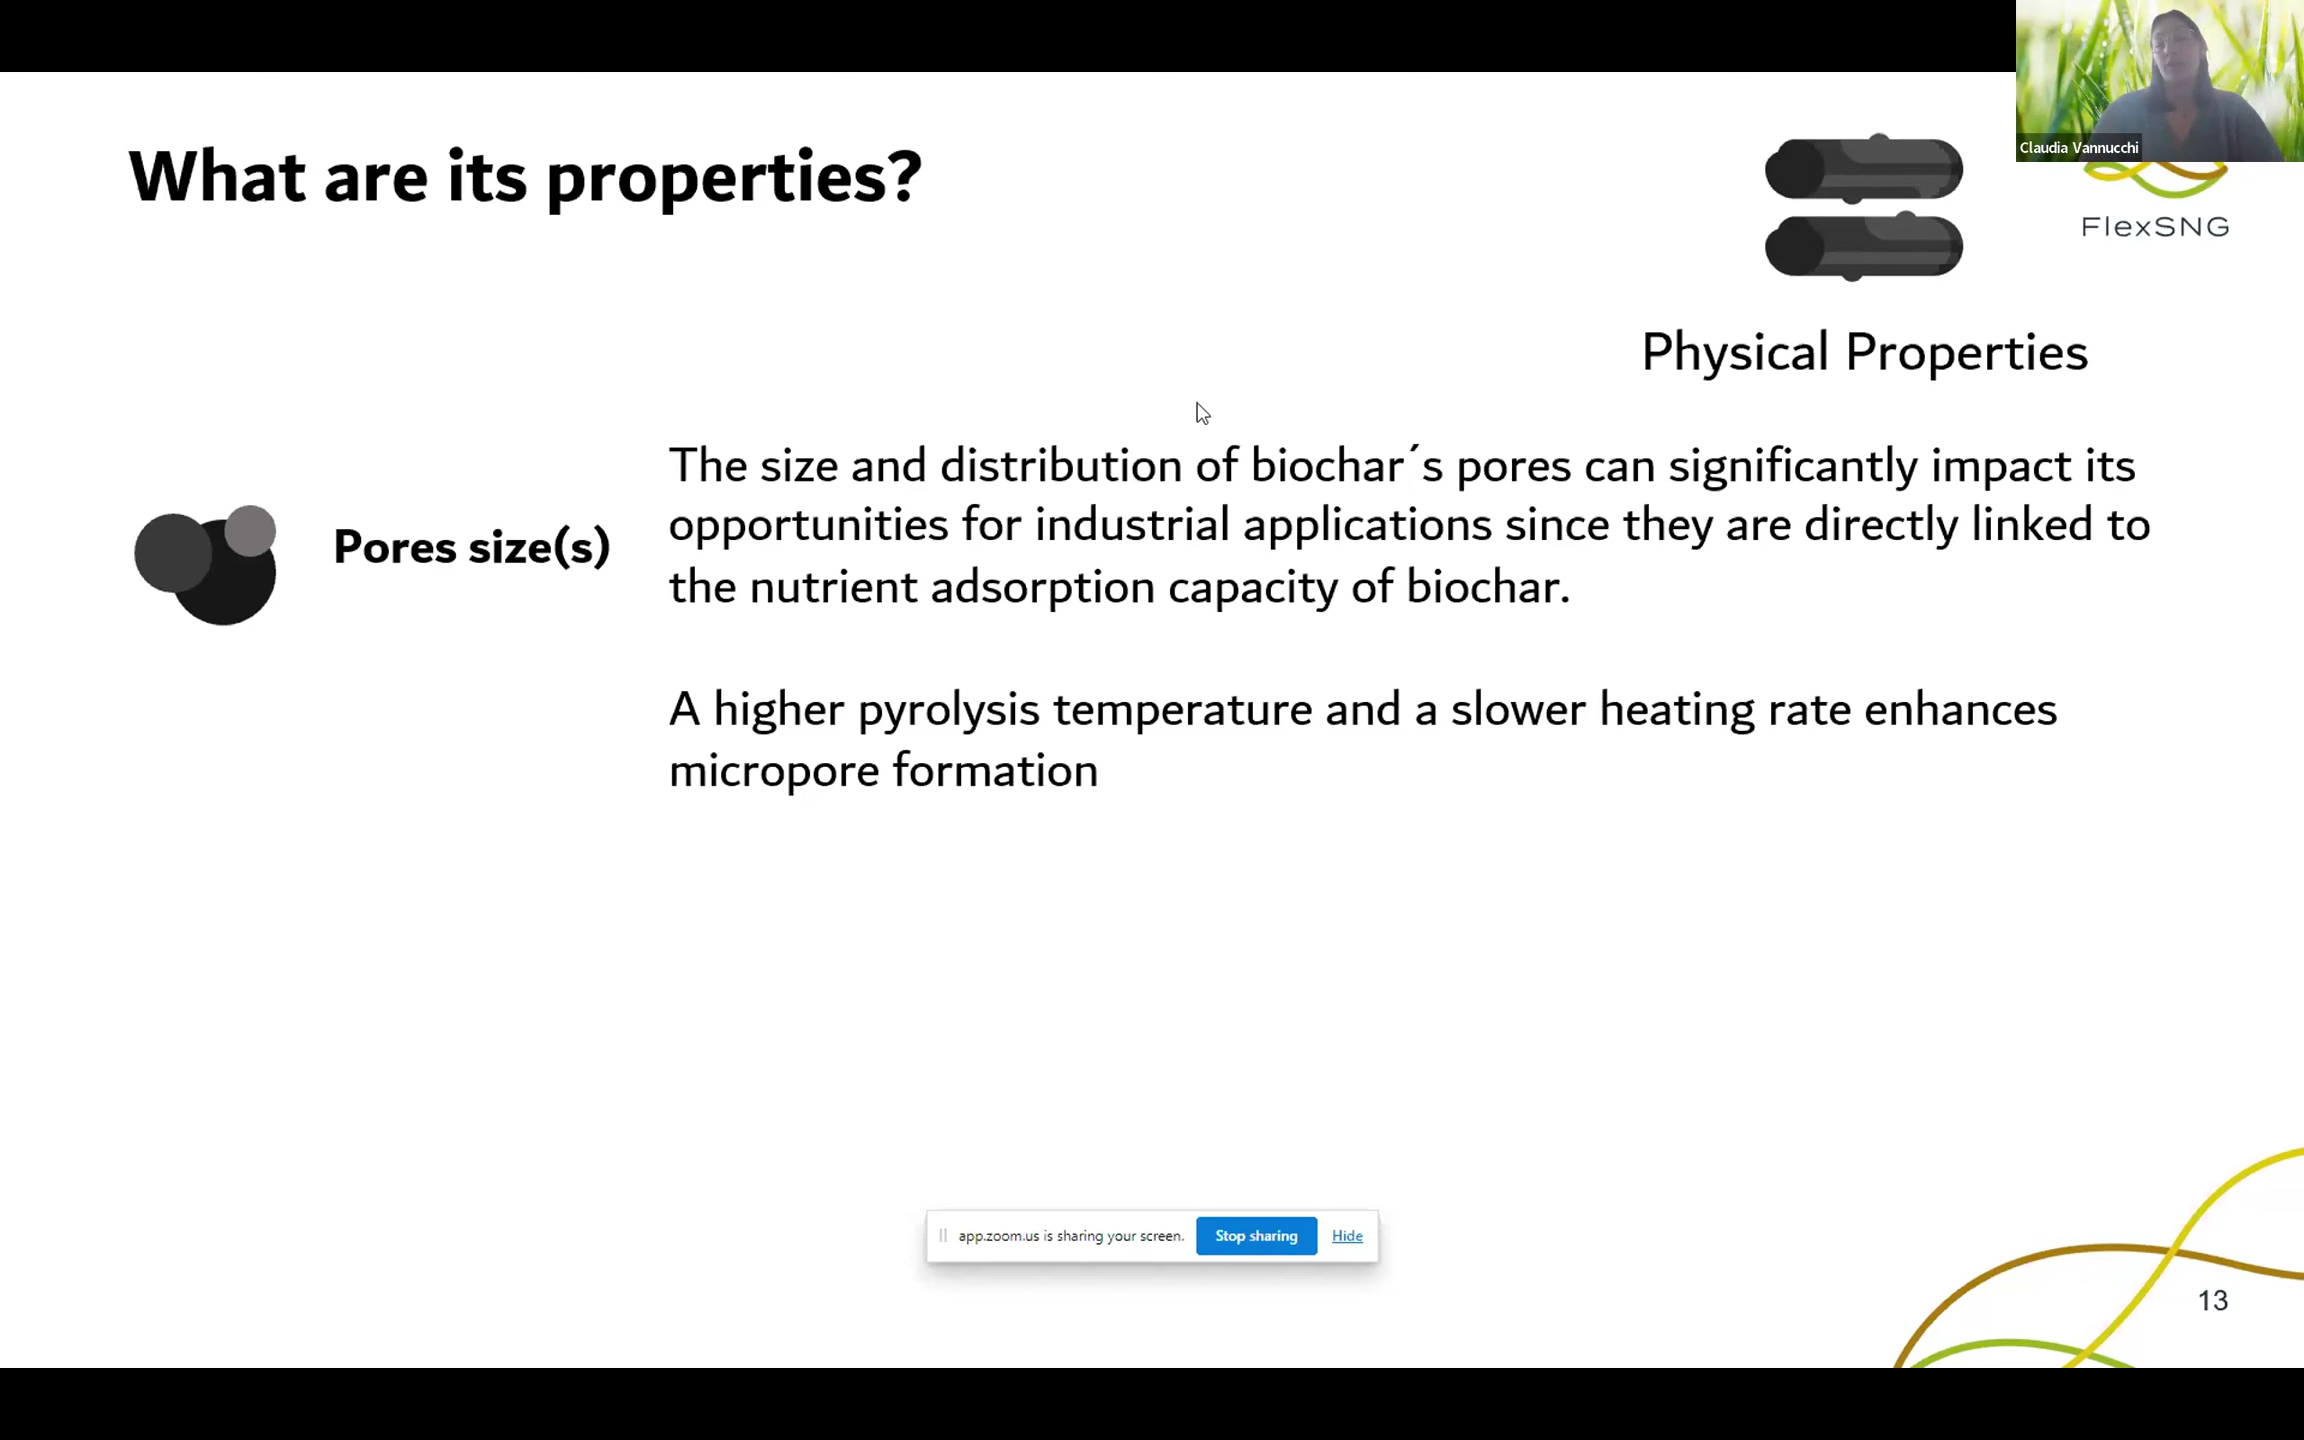 Claudia Vannucchi
What are its properties?
FlexSNG
Physical Properties
Pores size(s)
The size and distribution of biochar´s pores can significantly impact its
opportunities for industrial applications since they are directly linked to
the nutrient adsorption capacity of biochar.
A higher pyrolysis temperature and a slower heating rate enhances
micropore formation
app.zoom.us is sharing your screen.
Stop sharing
Hide
13